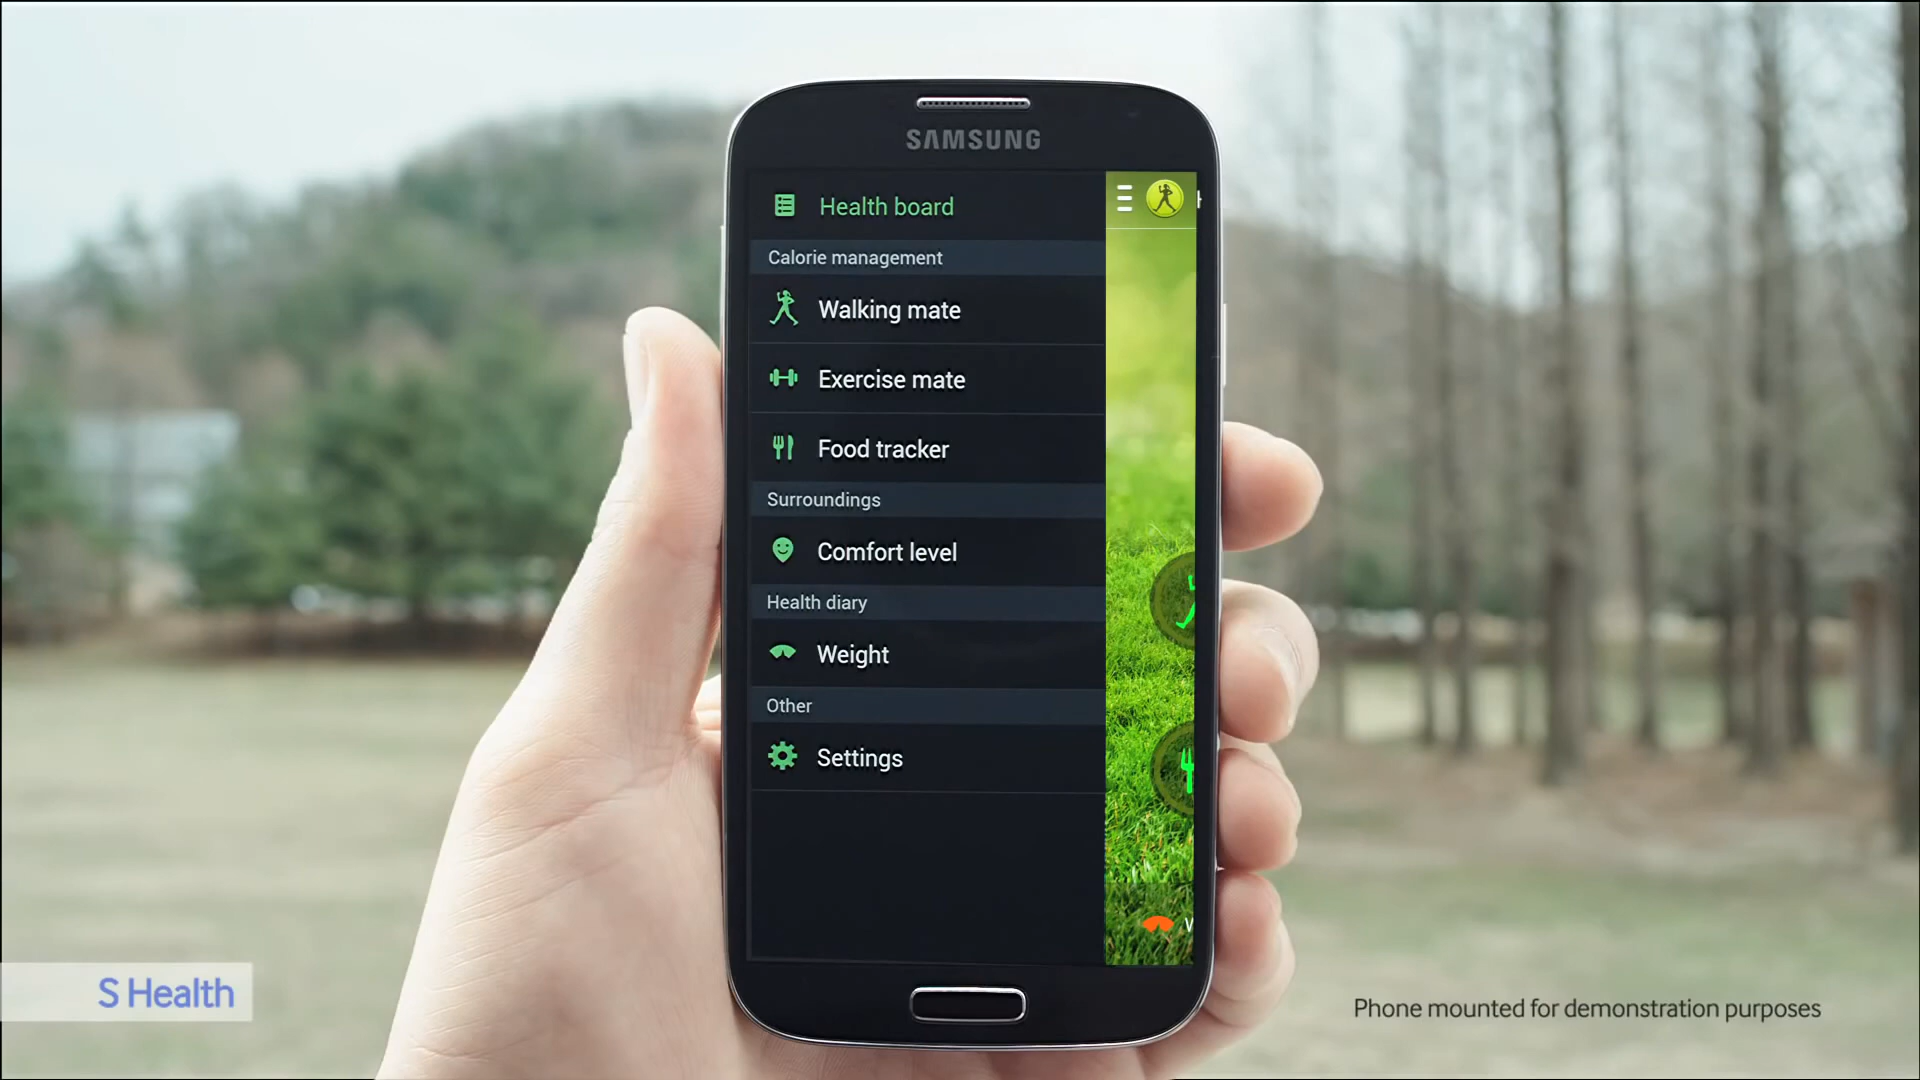 SAMSUNG
Health board
Calorie management
Walking mate
Exercise mate
Food tracker
Surroundings
Comfort level
Health diary
Weight
Other
Settings
S Health
Phone mounted for demonstration purposes